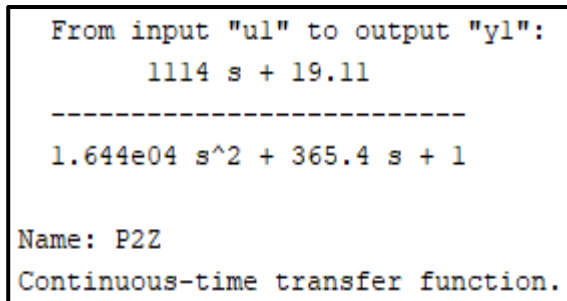 From input "u1" to output "y1":
1114 s + 19.11
---------------------------
1.644e04 s^2 + 365.4 s + 1
Name: P2Z
Continuous-time transfer function.